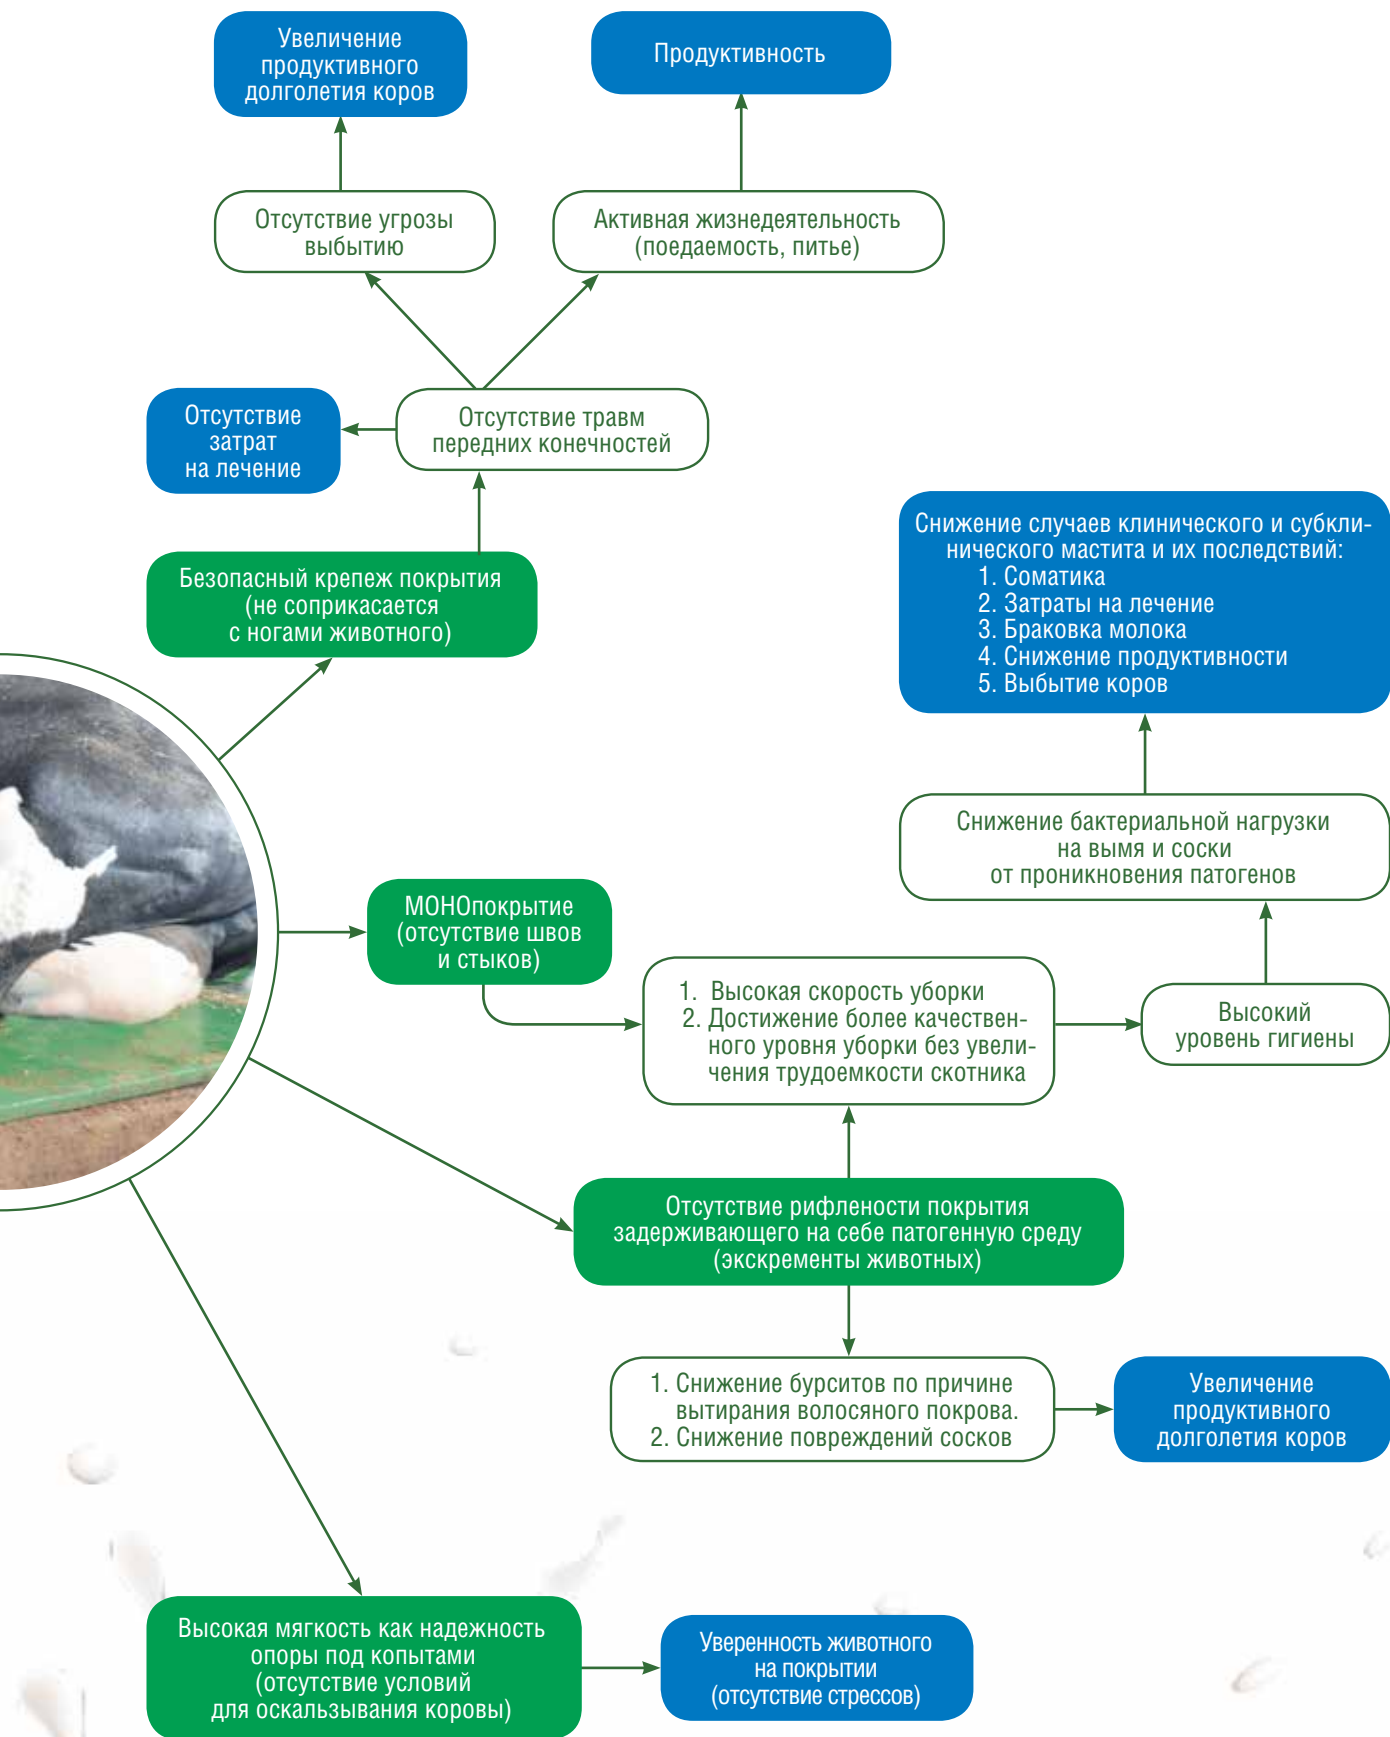 Увеличение
продуктивного
долголетия коров
Продуктивность
Отсутствие угрозы
выбытию
Активная жизнедеятельность
(поедаемость, питье)
Отсутствие
затрат
на лечение
Отсутствие травм
передних конечностей
Безопасный крепеж покрытия
(не соприкасается
с ногами животного)
Снижение случаев клинического и субкли-
нического мастита и их последствий:
1. Соматика
2. Затраты на лечение
3. Браковка молока
4. Снижение продуктивности
5. Выбытие коров
Снижение бактериальной нагрузки
на вымя и соски
от проникновения патогенов
МОНОпокрытие
(отсутствие швов
и стыков)
1. Высокая скорость уборки
2. Достижение более качествен-
ного уровня уборки без увели-
чения трудоемкости скотника
Высокий
уровень гигиены
Отсутствие рифлености покрытия
задерживающего на себе патогенную среду
(экскременты животных)
1. Снижение бурситов по причине
вытирания волосяного покрова.
2. Снижение повреждений сосков
Увеличение
продуктивного
долголетия коров
Высокая мягкость как надежность
опоры под копытами
(отсутствие условий
для оскальзывания коровы)
Уверенность животного
на покрытии
(отсутствие стрессов)